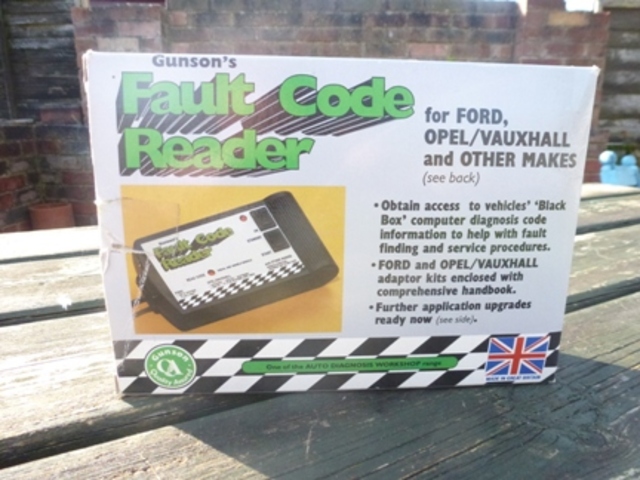 Gunson's
Fault Code
Reader
for FORD,
OPEL/VAUXHALL
and OTHER MAKES
(see back)
• Obtain access to vehicles' 'Black
Box' computer diagnosis code
information to help with fault
finding and service procedures.
• FORD and OPEL/VAUXHALL
adaptor kits enclosed with
comprehensive handbook.
• Further application upgrades
ready now (see side).
Gunson's
Fault Code
Reader
Gunson
One of the AUTO DIAGNOSIS WORKSHOP range
MADE IN GREAT BRITAIN